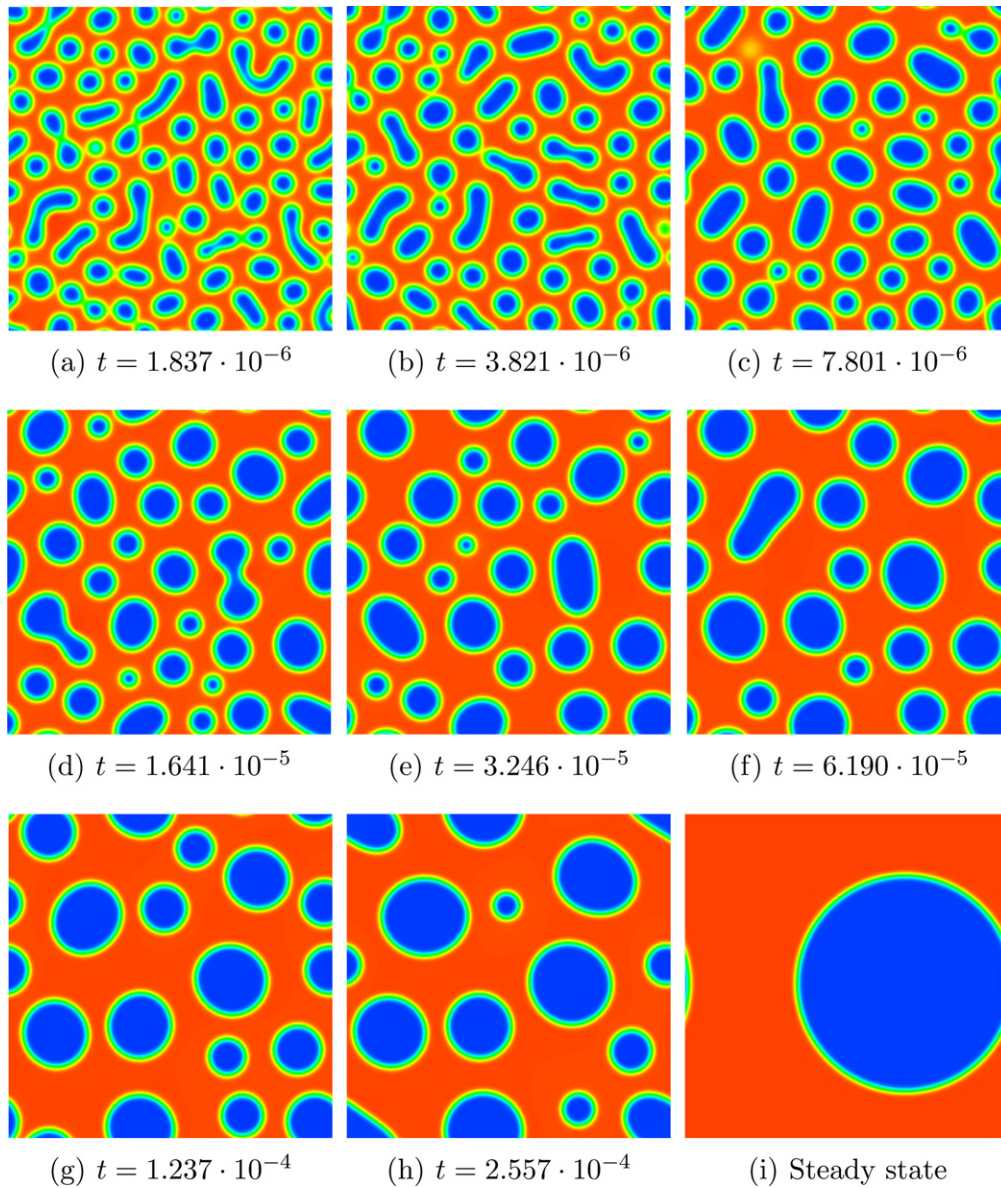 (a) t = 1.837 · 10⁻⁶ (b) t = 3.821 · 10⁻⁶ (c) t = 7.801 · 10⁻⁶
(d) t = 1.641 · 10⁻⁵ (e) t = 3.246 · 10⁻⁵ (f) t = 6.190 · 10⁻⁵
(g) t = 1.237 · 10⁻⁴ (h) t = 2.557 · 10⁻⁴ (i) Steady state